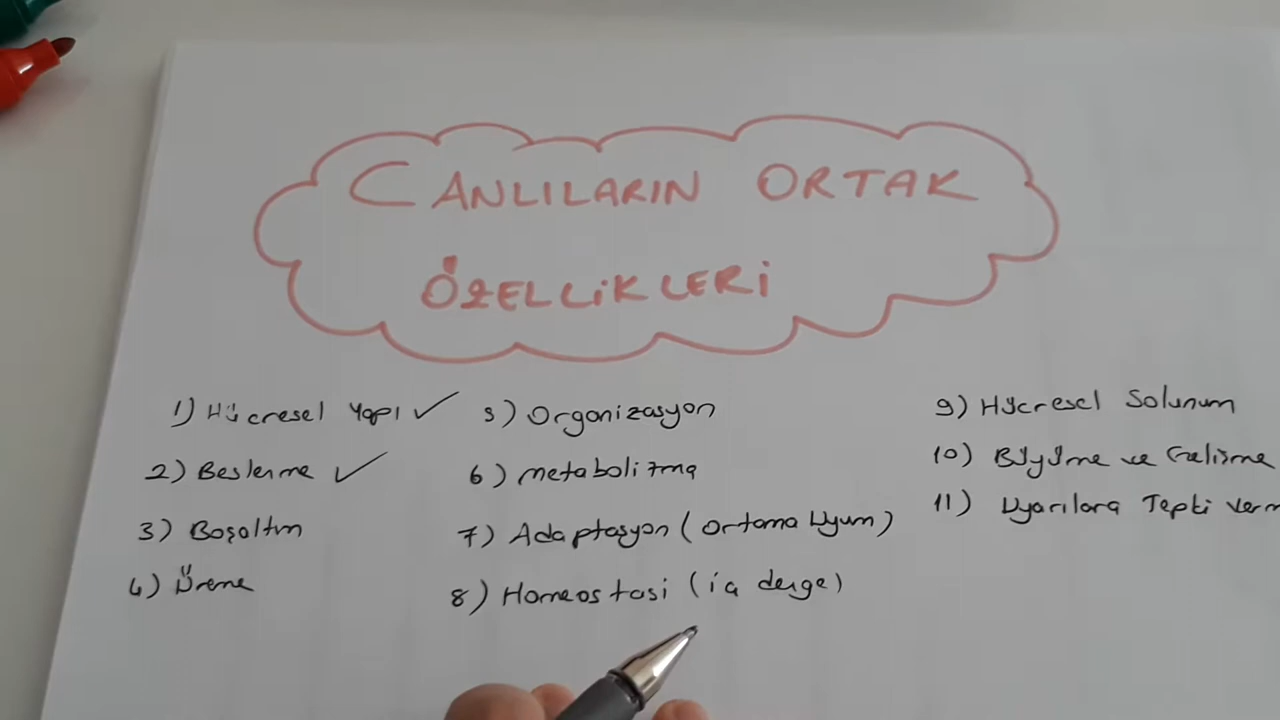 CANLILARIN ORTAK
ÖZELLİKLERİ
1) Hücresel Yapı ✓
2) Beslenme ✓
3) Boşaltım
4) Üreme
5) Organizasyon
6) Metabolizma
7) Adaptasyon (Ortama Uyum)
8) Homeostasi (iç denge)
9) Hücresel Solunum
10) Büyüme ve Gelişme
11) Uyarılara Tepki Verm